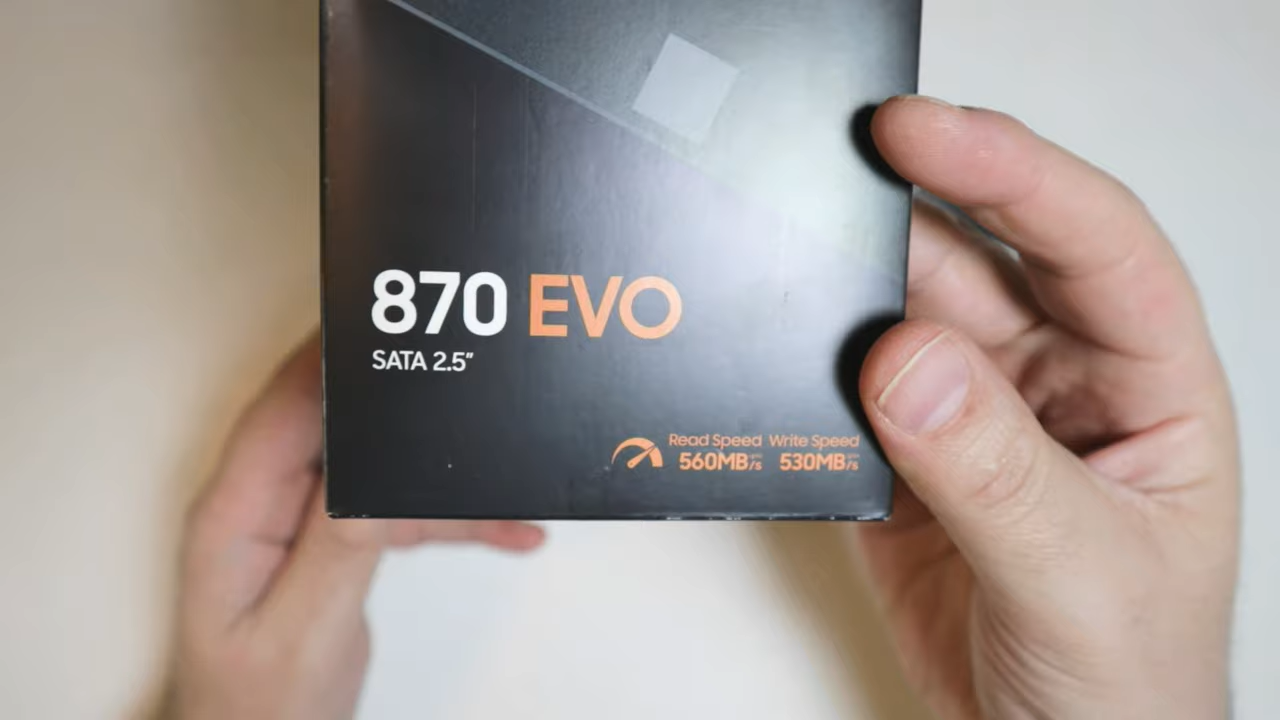 870 EVO
SATA 2.5"
Read Speed Write Speed
560MB/s 530MB/s